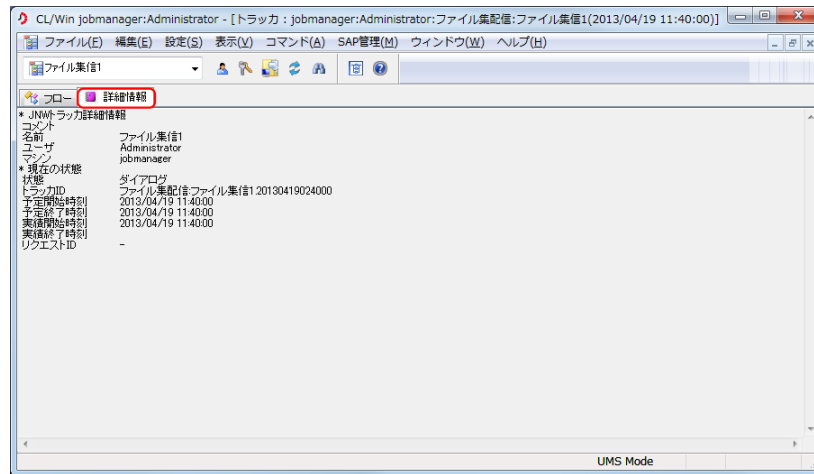 CL/Win jobmanager:Administrator - [トラッカ : jobmanager:Administrator:ファイル集配信:ファイル集信1(2013/04/19 11:40:00)]
ファイル(F) 編集(E) 設定(S) 表示(V) コマンド(A) SAP管理(M) ウィンドウ(W) ヘルプ(H)
ファイル集信1
フロー 詳細情報
* JNWトラッカ詳細情報
コメント
名前 ファイル集信1
ユーザ Administrator
マシン jobmanager
* 現在の状態
状態 ダイアログ
トラッカID ファイル集配信:ファイル集信1.20130419024000
予定開始時刻 2013/04/19 11:40:00
予定終了時刻 2013/04/19 11:40:00
実績開始時刻 2013/04/19 11:40:00
実績終了時刻
リクエストID -
UMS Mode